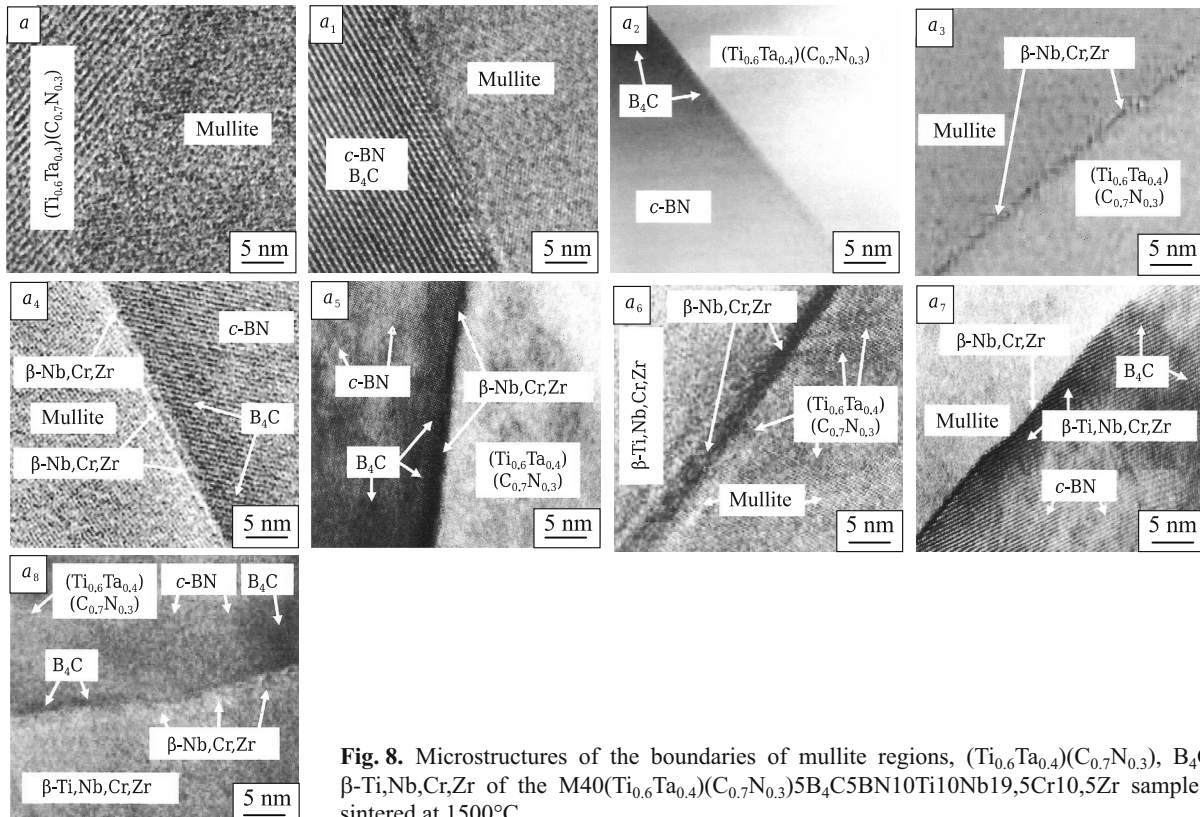 a
(Ti0.6Ta0.4)(C0.7N0.3)
Mullite
5 nm
a1
Mullite
c-BN
B4C
5 nm
a2
(Ti0.6Ta0.4)(C0.7N0.3)
B4C
c-BN
5 nm
a3
β-Nb,Cr,Zr
Mullite
(Ti0.6Ta0.4)
(C0.7N0.3)
5 nm
a4
c-BN
β-Nb,Cr,Zr
Mullite
B4C
β-Nb,Cr,Zr
5 nm
a5
c-BN
β-Nb,Cr,Zr
B4C
(Ti0.6Ta0.4)
(C0.7N0.3)
5 nm
a6
β-Nb,Cr,Zr
β-Ti,Nb,Cr,Zr
(Ti0.6Ta0.4)
(C0.7N0.3)
Mullite
5 nm
a7
β-Nb,Cr,Zr
B4C
Mullite
β-Ti,Nb,Cr,Zr
c-BN
5 nm
a8
(Ti0.6Ta0.4)
(C0.7N0.3)
c-BN
B4C
B4C
β-Nb,Cr,Zr
β-Ti,Nb,Cr,Zr
5 nm
Fig. 8. Microstructures of the boundaries of mullite regions, (Ti0.6Ta0.4)(C0.7N0.3), B4C
β-Ti,Nb,Cr,Zr of the M40(Ti0.6Ta0.4)(C0.7N0.3)5B4C5BN10Ti10Nb19,5Cr10,5Zr sample
sintered at 1500°C